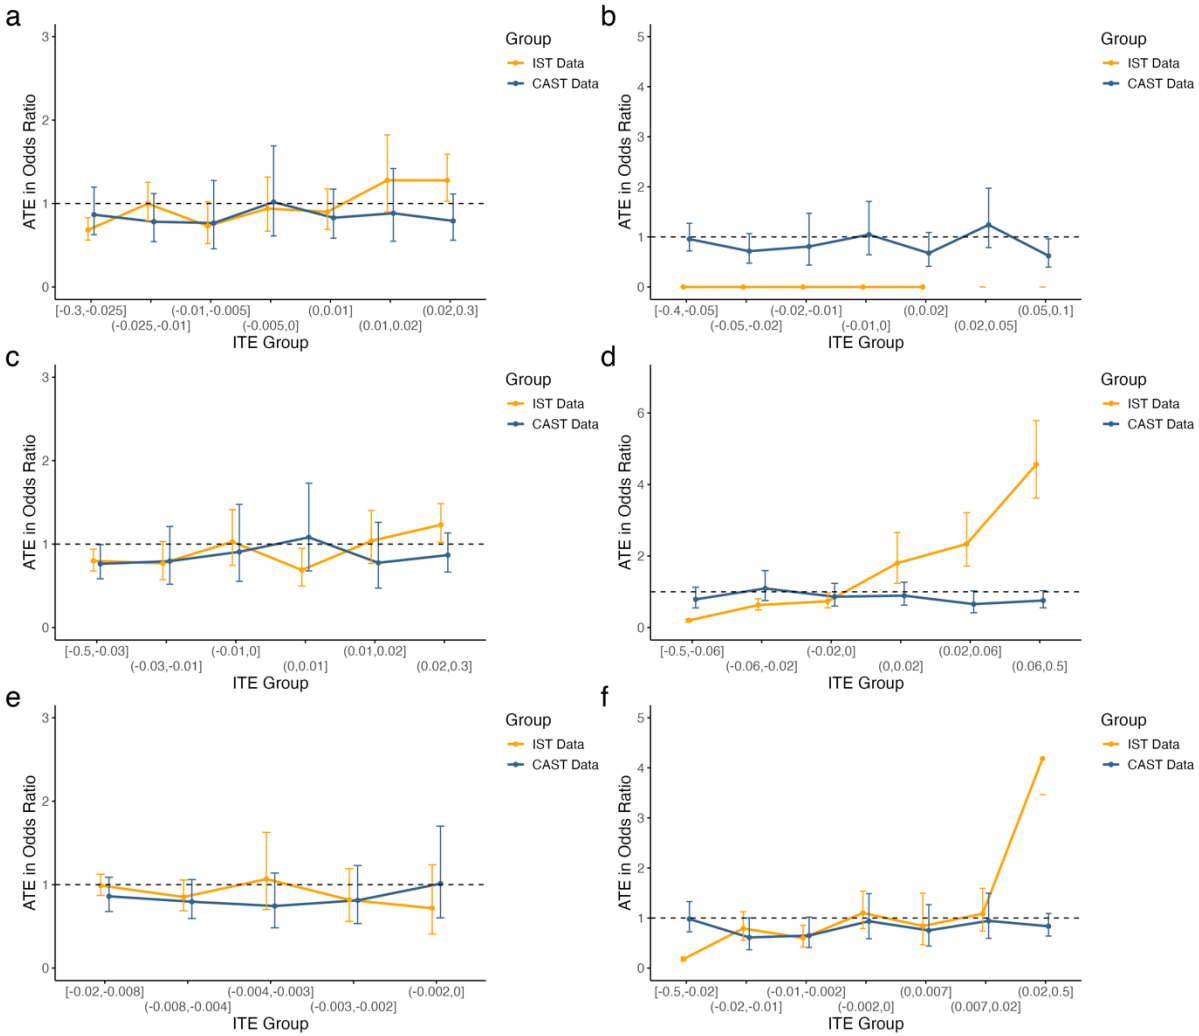 a
3
2
1
0
ATE in Odds Ratio
[-0.3,-0.025]
(-0.025,-0.01]
(-0.01,-0.005]
(-0.005,0]
(0,0.01]
(0.01,0.02]
(0.02,0.3]
ITE Group
Group
IST Data
CAST Data
b
5
4
3
2
1
0
ATE in Odds Ratio
[-0.4,-0.05]
(-0.05,-0.02]
(-0.02,-0.01]
(-0.01,0]
(0,0.02]
(0.02,0.05]
(0.05,0.1]
ITE Group
Group
IST Data
CAST Data
c
3
2
1
0
ATE in Odds Ratio
[-0.5,-0.03]
(-0.03,-0.01]
(-0.01,0]
(0,0.01]
(0.01,0.02]
(0.02,0.3]
ITE Group
Group
IST Data
CAST Data
d
6
4
2
0
ATE in Odds Ratio
[-0.5,-0.06]
(-0.06,-0.02]
(-0.02,0]
(0,0.02]
(0.02,0.06]
(0.06,0.5]
ITE Group
Group
IST Data
CAST Data
e
3
2
1
0
ATE in Odds Ratio
[-0.02,-0.008]
(-0.008,-0.004]
(-0.004,-0.003]
(-0.003,-0.002]
(-0.002,0]
ITE Group
Group
IST Data
CAST Data
f
5
4
3
2
1
0
ATE in Odds Ratio
[-0.5,-0.02]
(-0.02,-0.01]
(-0.01,-0.002]
(-0.002,0]
(0,0.007]
(0.007,0.02]
(0.02,0.5]
ITE Group
Group
IST Data
CAST Data